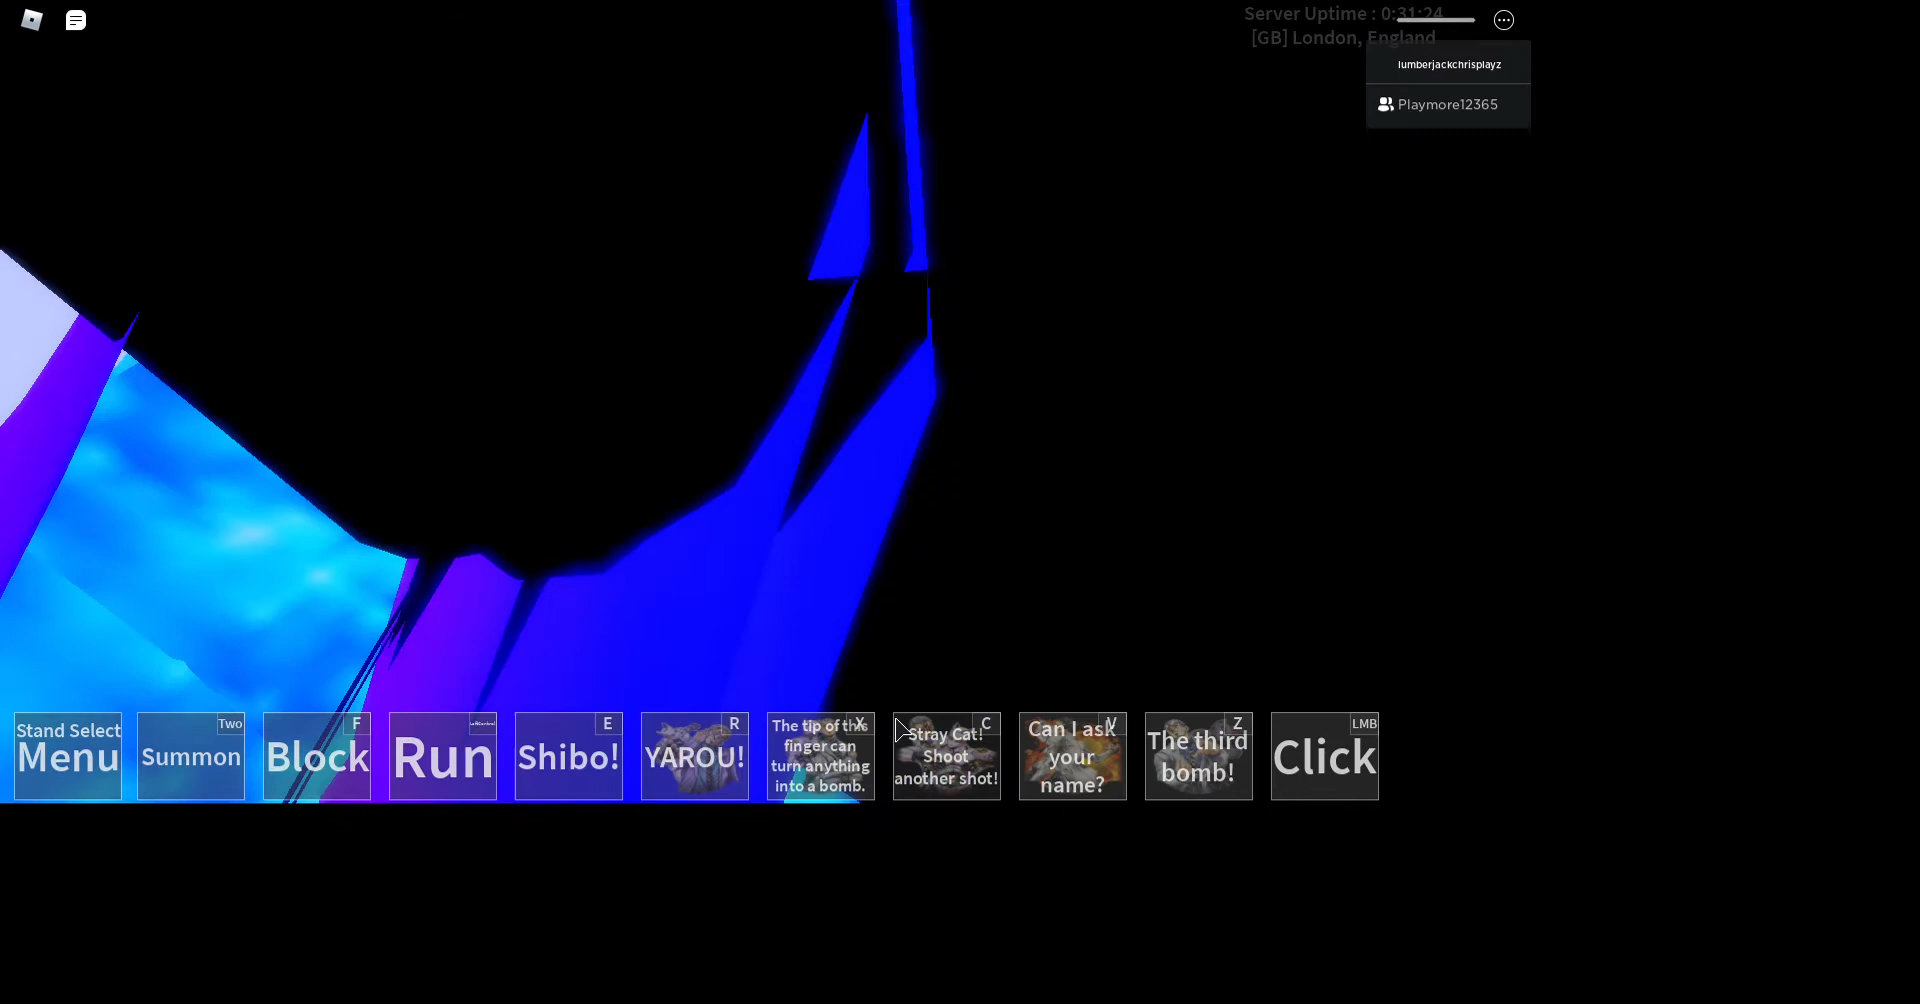 Server Uptime : 0:31:24
[GB] London, England
lumberjackchrisplayz
Playmore12365
Stand Select
Menu
Two
Summon
F
Block
Run
E
Shibo!
R
YAROU!
X
The tip of this
finger can
turn anything
into a bomb.
C
Stray Cat!
Shoot
another shot!
V
Can I ask
your
name?
Z
The third
bomb!
LMB
Click